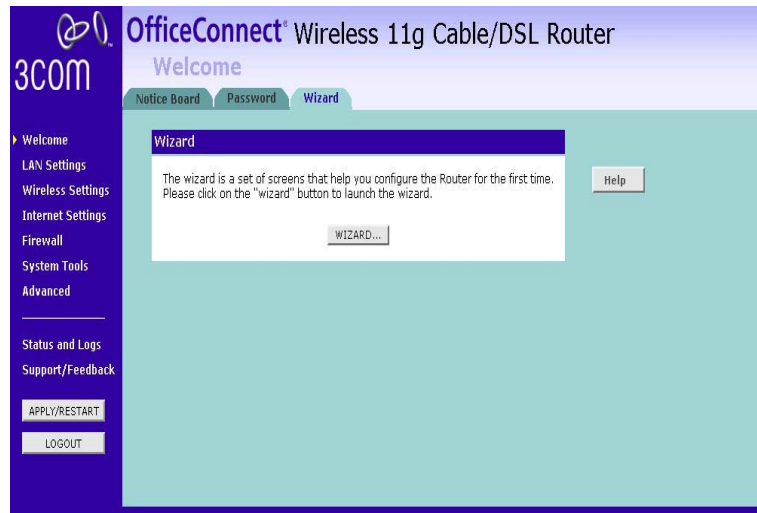 3COM
OfficeConnect® Wireless 11g Cable/DSL Router
Welcome
Notice Board
Password
Wizard
Welcome
LAN Settings
Wireless Settings
Internet Settings
Firewall
System Tools
Advanced
Status and Logs
Support/Feedback
APPLY/RESTART
LOGOUT
Wizard
The wizard is a set of screens that help you configure the Router for the first time.
Please click on the "wizard" button to launch the wizard.
WIZARD...
Help